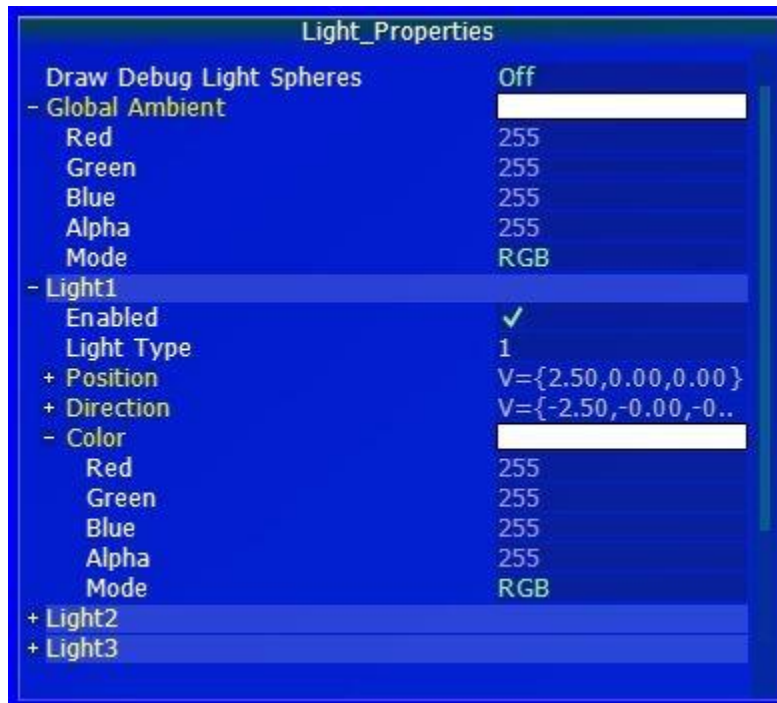 Light_Properties
Draw Debug Light Spheres Off
- Global Ambient
Red 255
Green 255
Blue 255
Alpha 255
Mode RGB
- Light1
Enabled ✓
Light Type 1
+ Position V={2.50,0.00,0.00}
+ Direction V={-2.50,-0.00,-0..
- Color
Red 255
Green 255
Blue 255
Alpha 255
Mode RGB
+ Light2
+ Light3